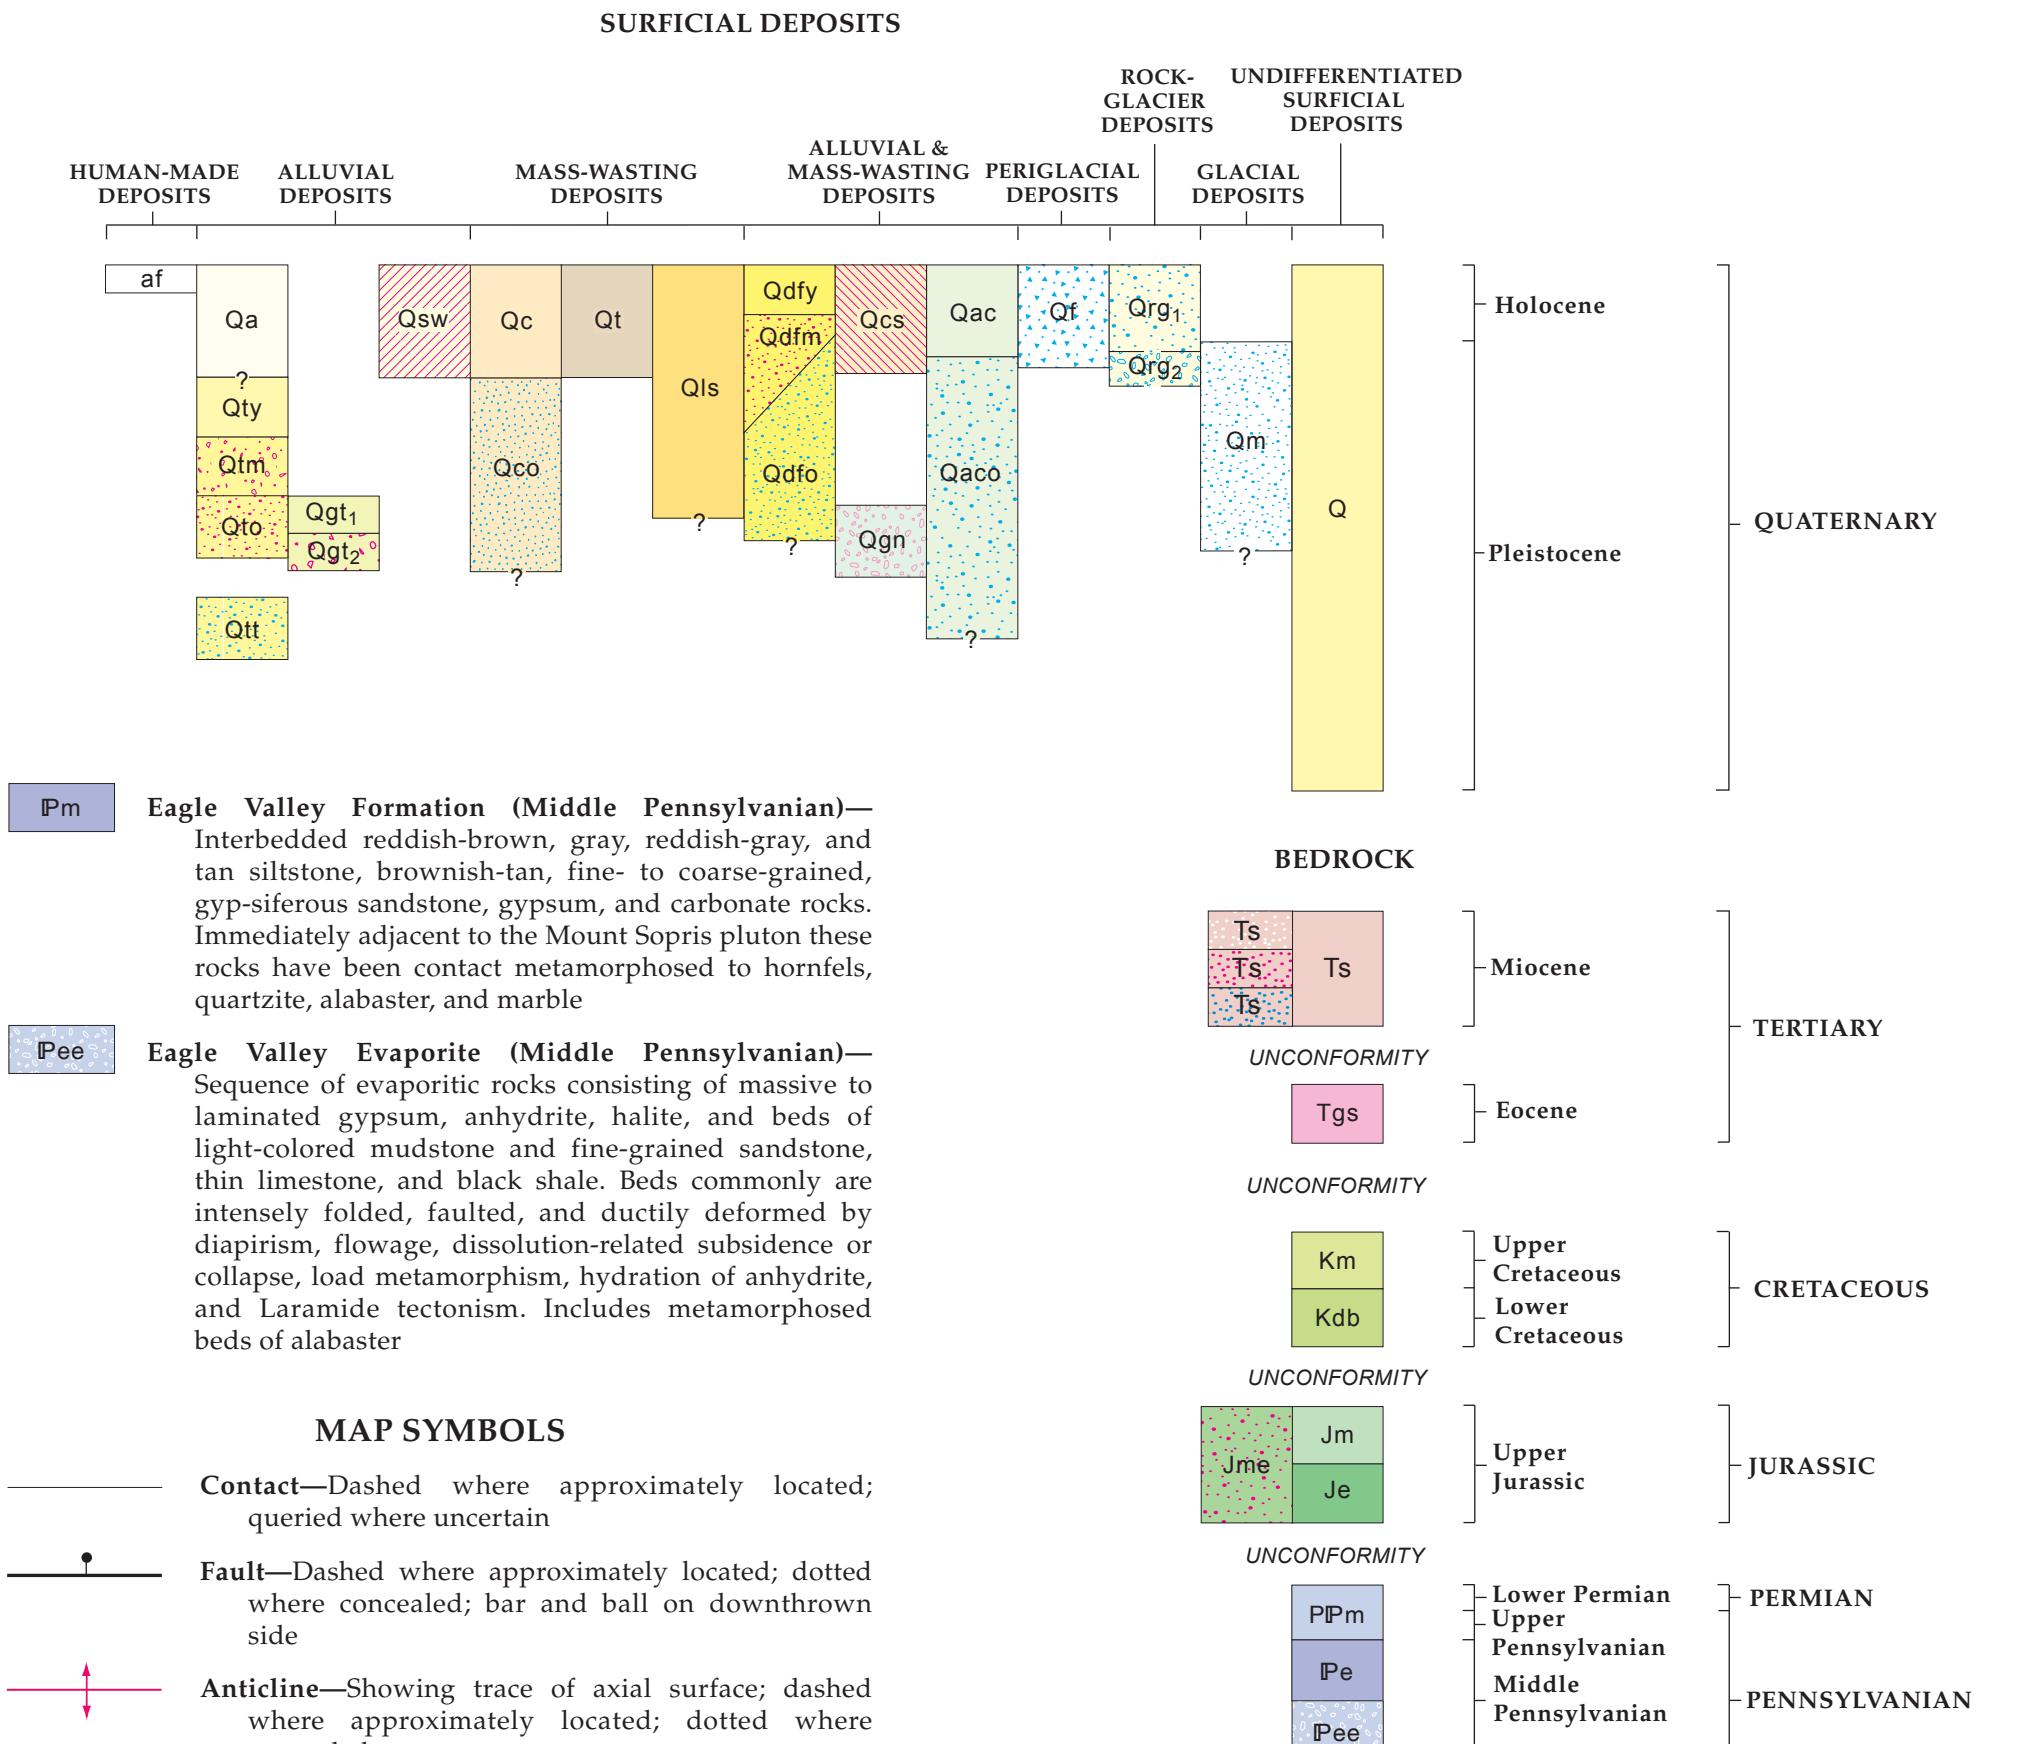 SURFICIAL DEPOSITS
ROCK-
GLACIER
DEPOSITS
UNDIFFERENTIATED
SURFICIAL
DEPOSITS
HUMAN-MADE
DEPOSITS
ALLUVIAL
DEPOSITS
MASS-WASTING
DEPOSITS
ALLUVIAL &
MASS-WASTING
DEPOSITS
PERIGLACIAL
DEPOSITS
GLACIAL
DEPOSITS
af
Qa
?
Qty
Qtm
Qto
Qtt
Qgt1
Qgt2
Qsw
Qc
Qco
?
Qt
Qls
?
Qdfy
Qdfm
Qdfo
?
Qcs
Qgn
Qac
Qaco
?
Qf
Qrg1
Qrg2
Qm
?
Q
Holocene
Pleistocene
QUATERNARY
ℙm
Eagle Valley Formation (Middle Pennsylvanian)—
Interbedded reddish-brown, gray, reddish-gray, and
tan siltstone, brownish-tan, fine- to coarse-grained,
gyp-siferous sandstone, gypsum, and carbonate rocks.
Immediately adjacent to the Mount Sopris pluton these
rocks have been contact metamorphosed to hornfels,
quartzite, alabaster, and marble
ℙee
Eagle Valley Evaporite (Middle Pennsylvanian)—
Sequence of evaporitic rocks consisting of massive to
laminated gypsum, anhydrite, halite, and beds of
light-colored mudstone and fine-grained sandstone,
thin limestone, and black shale. Beds commonly are
intensely folded, faulted, and ductily deformed by
diapirism, flowage, dissolution-related subsidence or
collapse, load metamorphism, hydration of anhydrite,
and Laramide tectonism. Includes metamorphosed
beds of alabaster
MAP SYMBOLS
Contact—Dashed where approximately located;
queried where uncertain
Fault—Dashed where approximately located; dotted
where concealed; bar and ball on downthrown
side
Anticline—Showing trace of axial surface; dashed
where approximately located; dotted where
BEDROCK
Ts
Ts
Ts
Ts
Miocene
UNCONFORMITY
TERTIARY
Tgs
Eocene
UNCONFORMITY
Km
Upper
Cretaceous
CRETACEOUS
Kdb
Lower
Cretaceous
UNCONFORMITY
Jme
Jm
Je
Upper
Jurassic
JURASSIC
UNCONFORMITY
Pℙm
Lower Permian
PERMIAN
Upper
Pennsylvanian
ℙe
Middle
Pennsylvanian
PENNSYLVANIAN
ℙee